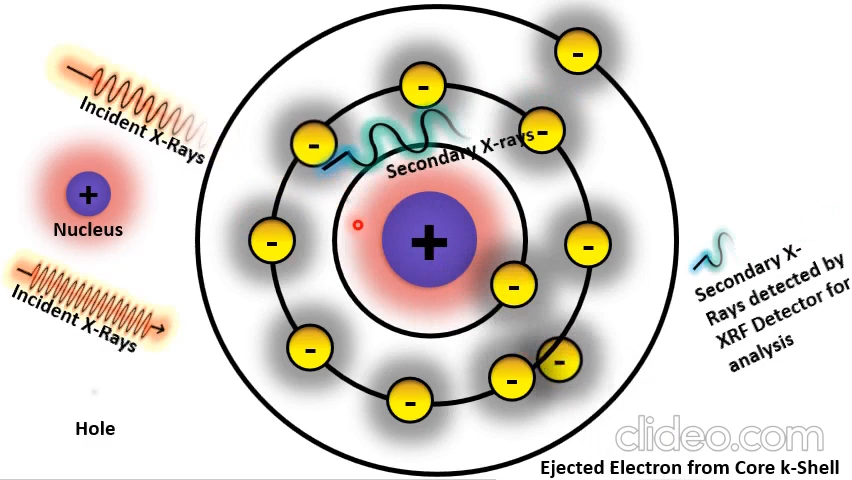 Incident X-Rays
+
Nucleus
Incident X-Rays
Hole
-
-
-
-
Secondary X-rays
-
-
+
-
-
-
-
-
Secondary X-
Rays detected by
XRF Detector for
analysis
clideo.com
Ejected Electron from Core k-Shell